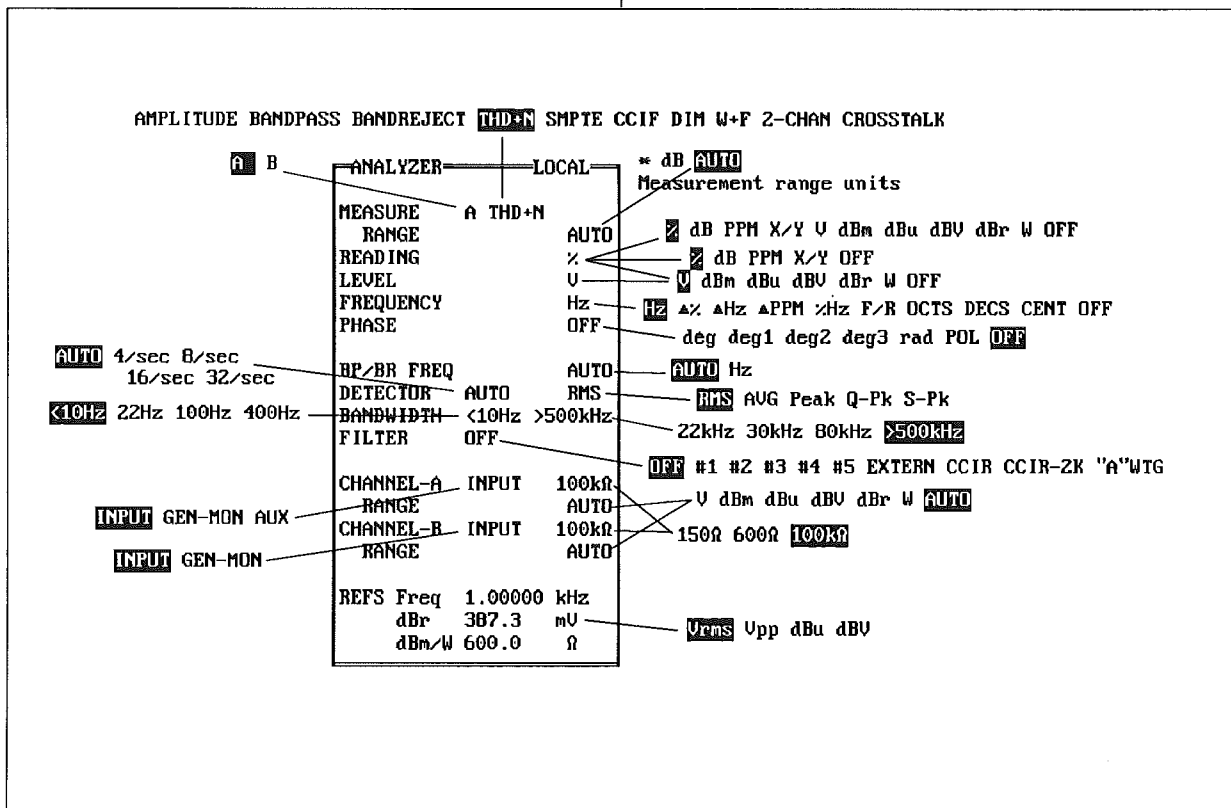 AMPLITUDE BANDPASS BANDREJECT THD+N SMPTE CCIF DIM W+F 2-CHAN CROSSTALK
A B
ANALYZER LOCAL
* dB AUTO
Measurement range units
MEASURE A THD+N
RANGE AUTO
% dB PPM X/Y V dBm dBu dBV dBr W OFF
READING %
% dB PPM X/Y OFF
LEVEL V
V dBm dBu dBV dBr W OFF
FREQUENCY Hz
Hz ▵% ▵Hz ▵PPM %Hz F/R OCTS DECS CENT OFF
PHASE OFF
deg deg1 deg2 deg3 rad POL OFF
AUTO 4/sec 8/sec
16/sec 32/sec
BP/BR FREQ AUTO
AUTO Hz
DETECTOR AUTO RMS
RMS AVG Peak Q-Pk S-Pk
<10Hz 22Hz 100Hz 400Hz
BANDWIDTH <10Hz >500kHz
22kHz 30kHz 80kHz >500kHz
FILTER OFF
OFF #1 #2 #3 #4 #5 EXTERN CCIR CCIR-2K "A"WTG
CHANNEL-A INPUT 100kΩ
RANGE AUTO
V dBm dBu dBV dBr W AUTO
INPUT GEN-MON AUX
CHANNEL-B INPUT 100kΩ
150Ω 600Ω 100kΩ
RANGE AUTO
INPUT GEN-MON
REFS Freq 1.00000 kHz
dBr 387.3 mV
Vrms Vpp dBu dBV
dBm/W 600.0 Ω